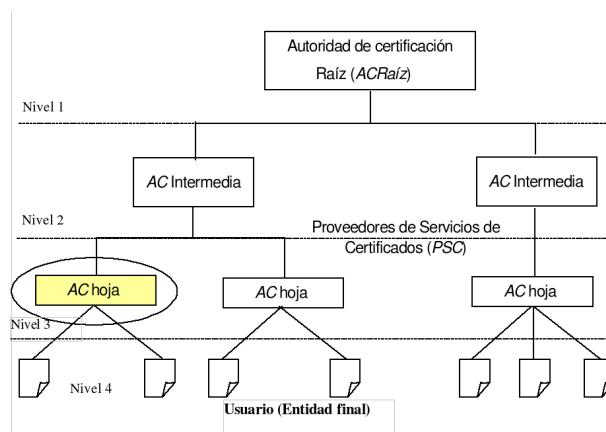 Autoridad de certificación
Raíz (ACRaíz)
Nivel 1
AC Intermedia
AC Intermedia
Nivel 2
Proveedores de Servicios de
Certificados (PSC)
AC hoja
AC hoja
AC hoja
Nivel 3
Nivel 4
Usuario (Entidad final)